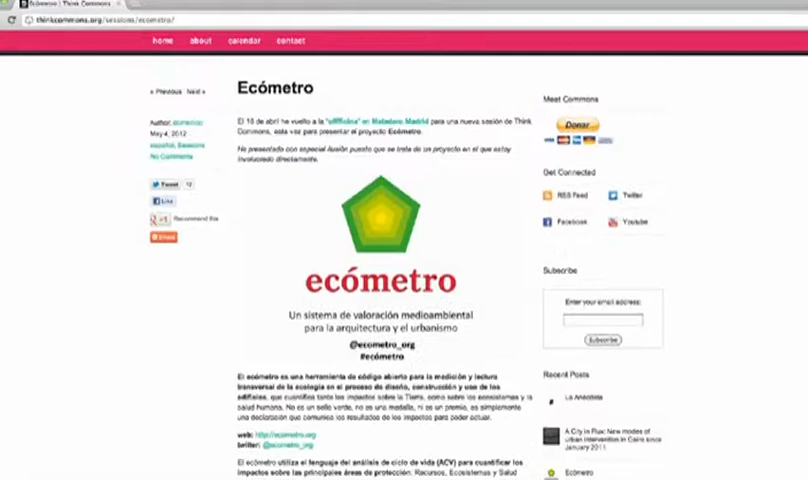 Ecómetro | Think Commons
thinkcommons.org/sessions/ecometro/
home about calendar contact
« Previous Next »
Author: domenico
May 4, 2012
español, Sessions
No Comments
Tweet 12
Like
+1 Recommend this
Ecómetro
El 18 de abril he vuelto a la "offfficina" en Matadero Madrid para una nueva sesión de Think
Commons, esta vez para presentar el proyecto Ecómetro.
He presentado con especial ilusión puesto que se trata de un proyecto en el que estoy
involucrado directamente.
ecómetro
Un sistema de valoración medioambiental
para la arquitectura y el urbanismo
@ecometro_org
#ecómetro
El ecómetro es una herramienta de código abierto para la medición y lectura
transversal de la ecología en el proceso de diseño, construcción y uso de los
edificios, que cuantifica tanto los impactos sobre la Tierra, como sobre los ecosistemas y la
salud humana. No es un sello verde, no es una medalla, ni es un premio, es simplemente
una declaración que comunica los resultados de los impactos para poder actuar.
web: http://ecometro.org
twitter: @ecometro_org
El ecómetro utiliza el lenguaje del análisis de ciclo de vida (ACV) para cuantificar los
impactos sobre las principales áreas de protección: Recursos, Ecosistemas y Salud
Meet Commons
Donar
Get Connected
RSS Feed Twitter
Facebook Youtube
Subscribe
Enter your email address:
Subscribe
Recent Posts
La Anécdota
A City in Flux: New modes of
urban intervention in Cairo since
January 2011
Ecómetro